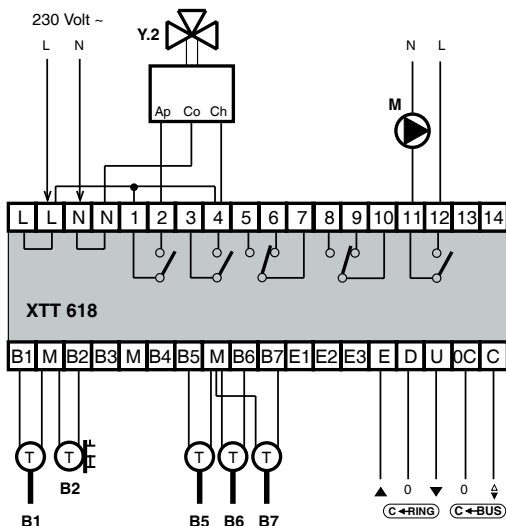 230 Volt ~
Y.2
L N
N L
Ap Co Ch
M
L L N N 1 2 3 4 5 6 7 8 9 10 11 12 13 14
XTT 618
B1 M B2 B3 M B4 B5 M B6 B7 E1 E2 E3 E D U 0C C
T T T T T
0 0
B2
C RING C BUS
B1 B5 B6 B7